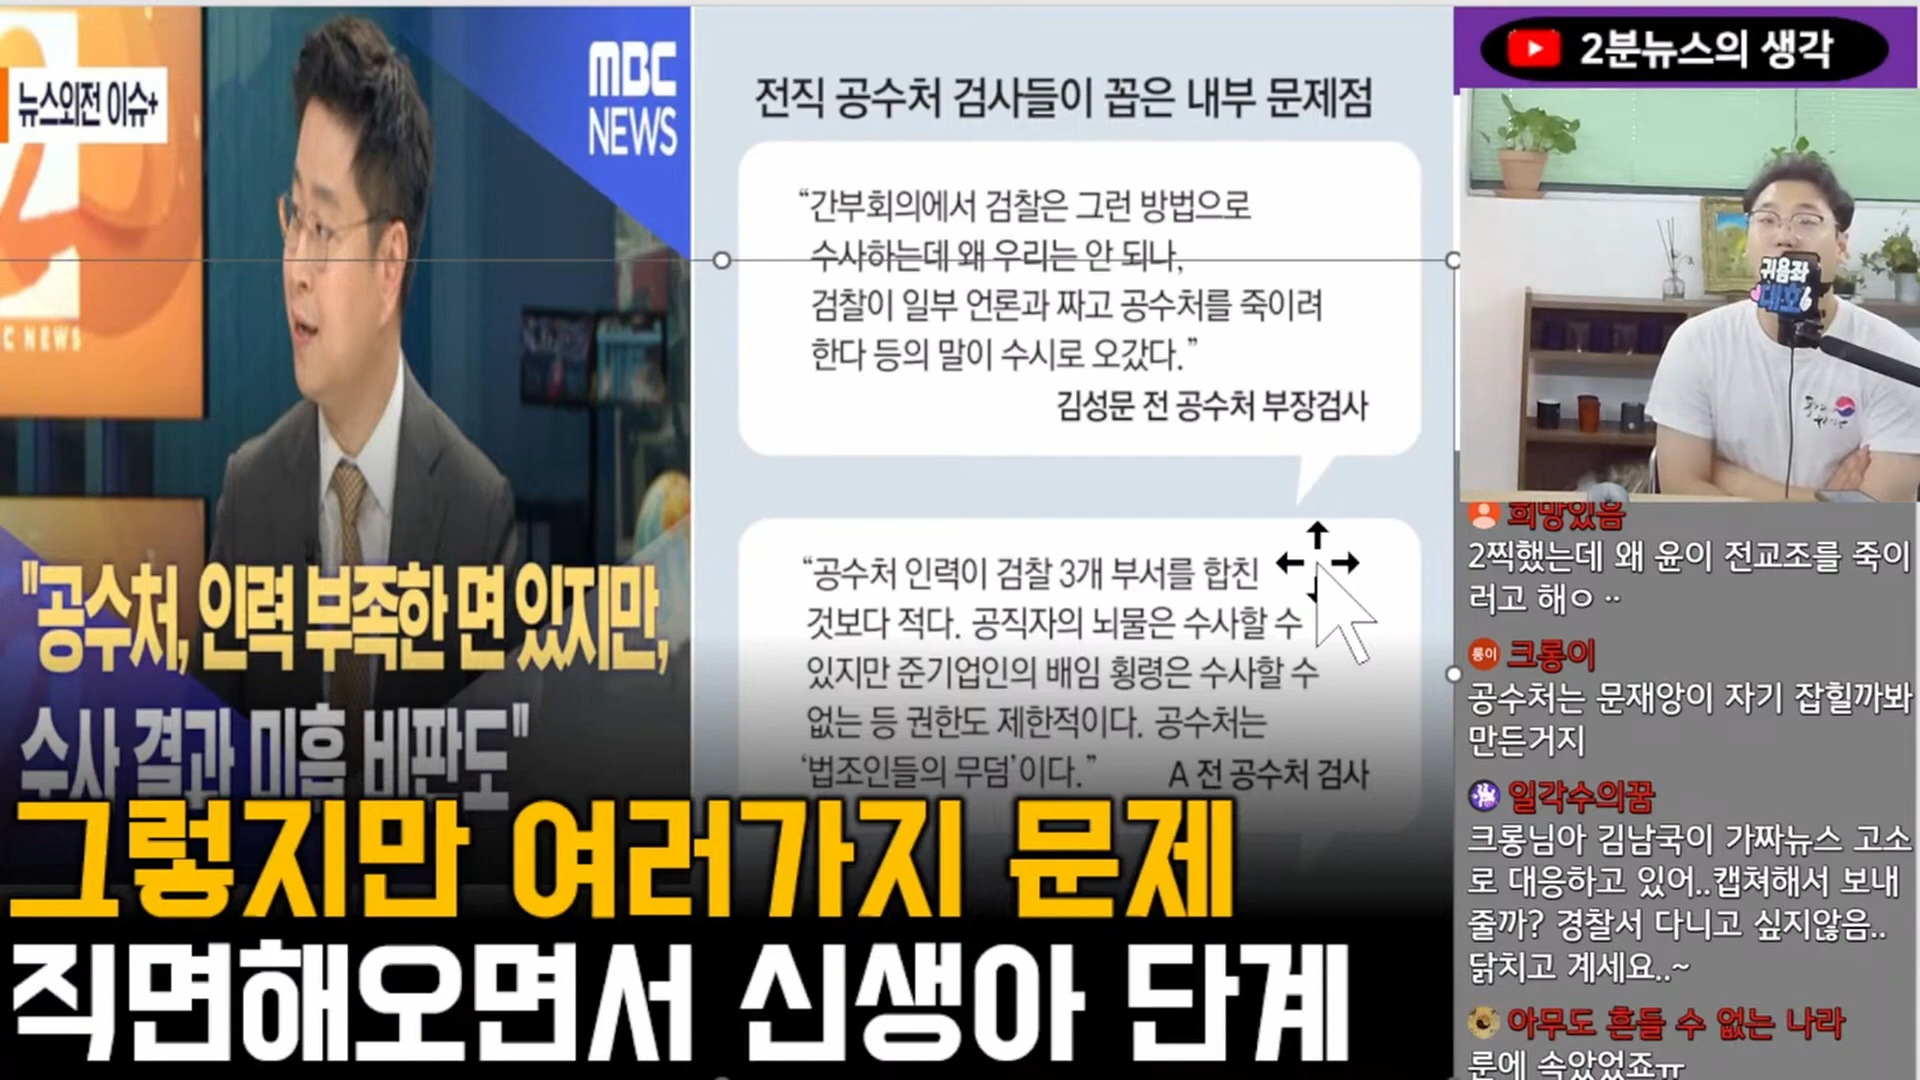 뉴스외전 이슈+
MBC
NEWS
C NEWS
"공수처, 인력 부족한 면 있지만,
수사 결과 미흡 비판도"
전직 공수처 검사들이 꼽은 내부 문제점
“간부회의에서 검찰은 그런 방법으로
수사하는데 왜 우리는 안 되나,
검찰이 일부 언론과 짜고 공수처를 죽이려
한다 등의 말이 수시로 오갔다.”
김성문 전 공수처 부장검사
“공수처 인력이 검찰 3개 부서를 합친
것보다 적다. 공직자의 뇌물은 수사할 수
있지만 준기업인의 배임 횡령은 수사할 수
없는 등 권한도 제한적이다. 공수처는
‘법조인들의 무덤’이다.”
A 전 공수처 검사
그렇지만 여러가지 문제
직면해오면서 신생아 단계
2분뉴스의 생각
귀욤좌
대호
희망있음
2찍했는데 왜 윤이 전교조를 죽이
러고 해ㅇ ..
롱이
크롱이
공수처는 문재앙이 자기 잡힐까봐
만든거지
일각수의꿈
크롱님아 김남국이 가짜뉴스 고소
로 대응하고 있어..캡쳐해서 보내
줄까? 경찰서 다니고 싶지않음..
닭치고 계세요..~
아무도 흔들 수 없는 나라
룬에 속았었죠ㅠ